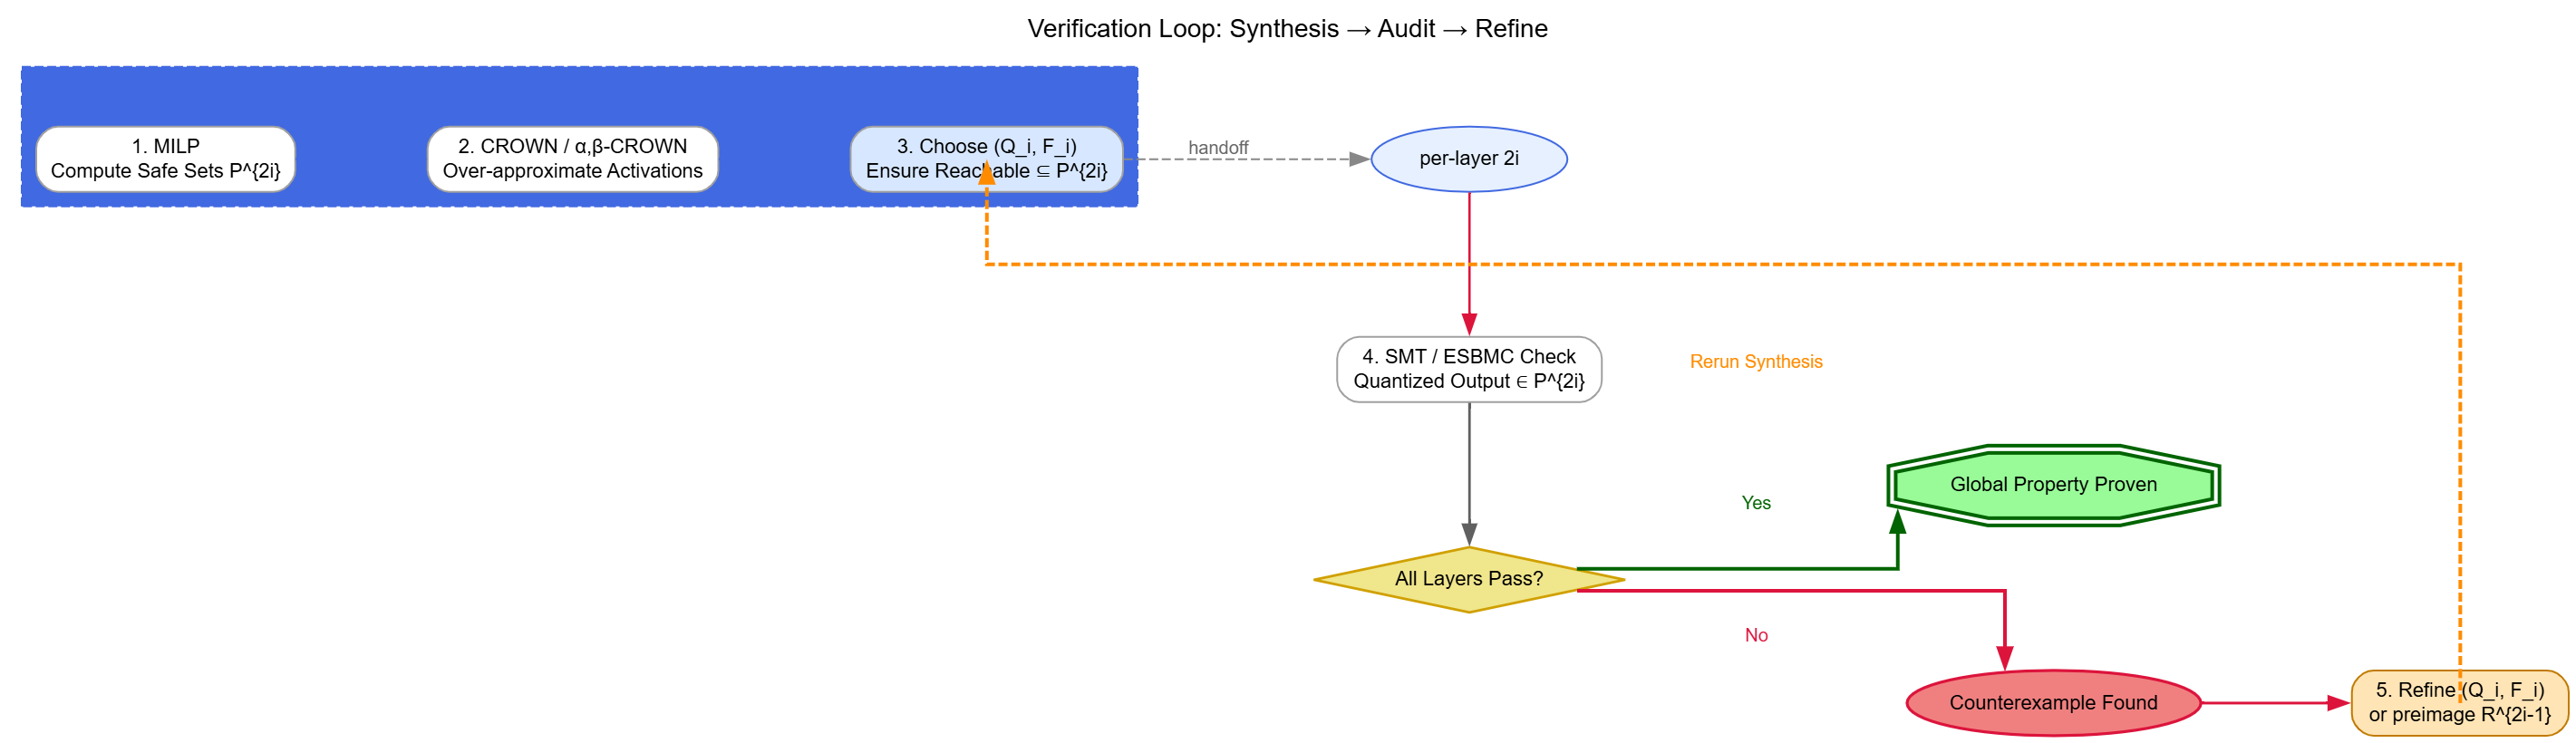 Verification Loop: Synthesis → Audit → Refine
1. MILP
Compute Safe Sets P^{2i}
2. CROWN / α,β-CROWN
Over-approximate Activations
3. Choose (Q_i, F_i)
Ensure Reachable ⊆ P^{2i}
handoff
per-layer 2i
4. SMT / ESBMC Check
Quantized Output ∈ P^{2i}
Rerun Synthesis
All Layers Pass?
Yes
Global Property Proven
No
Counterexample Found
5. Refine (Q_i, F_i)
or preimage R^{2i-1}